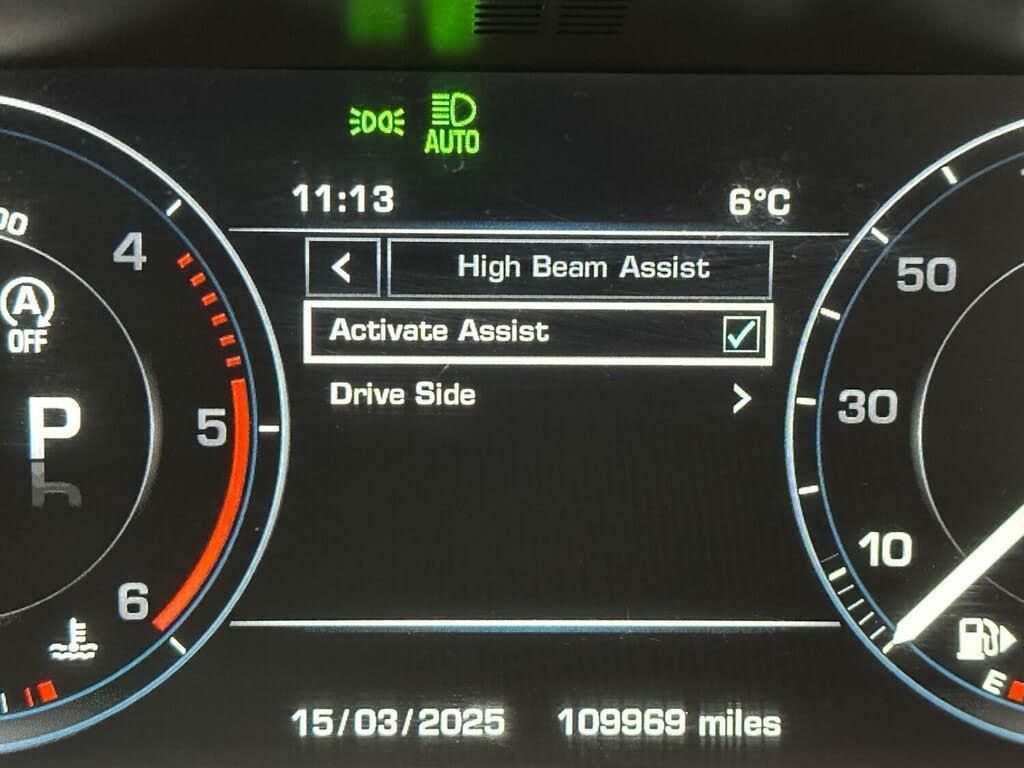 AUTO
11:13
6°C
High Beam Assist
Activate Assist
Drive Side
4
5
6
A
OFF
P
50
30
10
E
15/03/2025
109969 miles